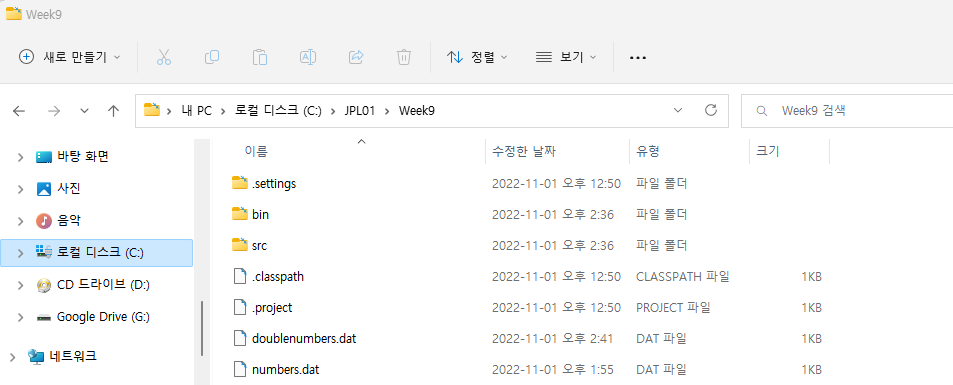 Week9
새로 만들기
정렬
보기
내 PC > 로컬 디스크 (C:) > JPL01 > Week9
Week9 검색
바탕 화면
사진
음악
로컬 디스크 (C:)
CD 드라이브 (D:)
Google Drive (G:)
네트워크
이름 수정한 날짜 유형 크기
.settings 2022-11-01 오후 12:50 파일 폴더
bin 2022-11-01 오후 2:36 파일 폴더
src 2022-11-01 오후 2:36 파일 폴더
.classpath 2022-11-01 오후 12:50 CLASSPATH 파일 1KB
.project 2022-11-01 오후 12:50 PROJECT 파일 1KB
doublenumbers.dat 2022-11-01 오후 2:41 DAT 파일 1KB
numbers.dat 2022-11-01 오후 1:55 DAT 파일 1KB